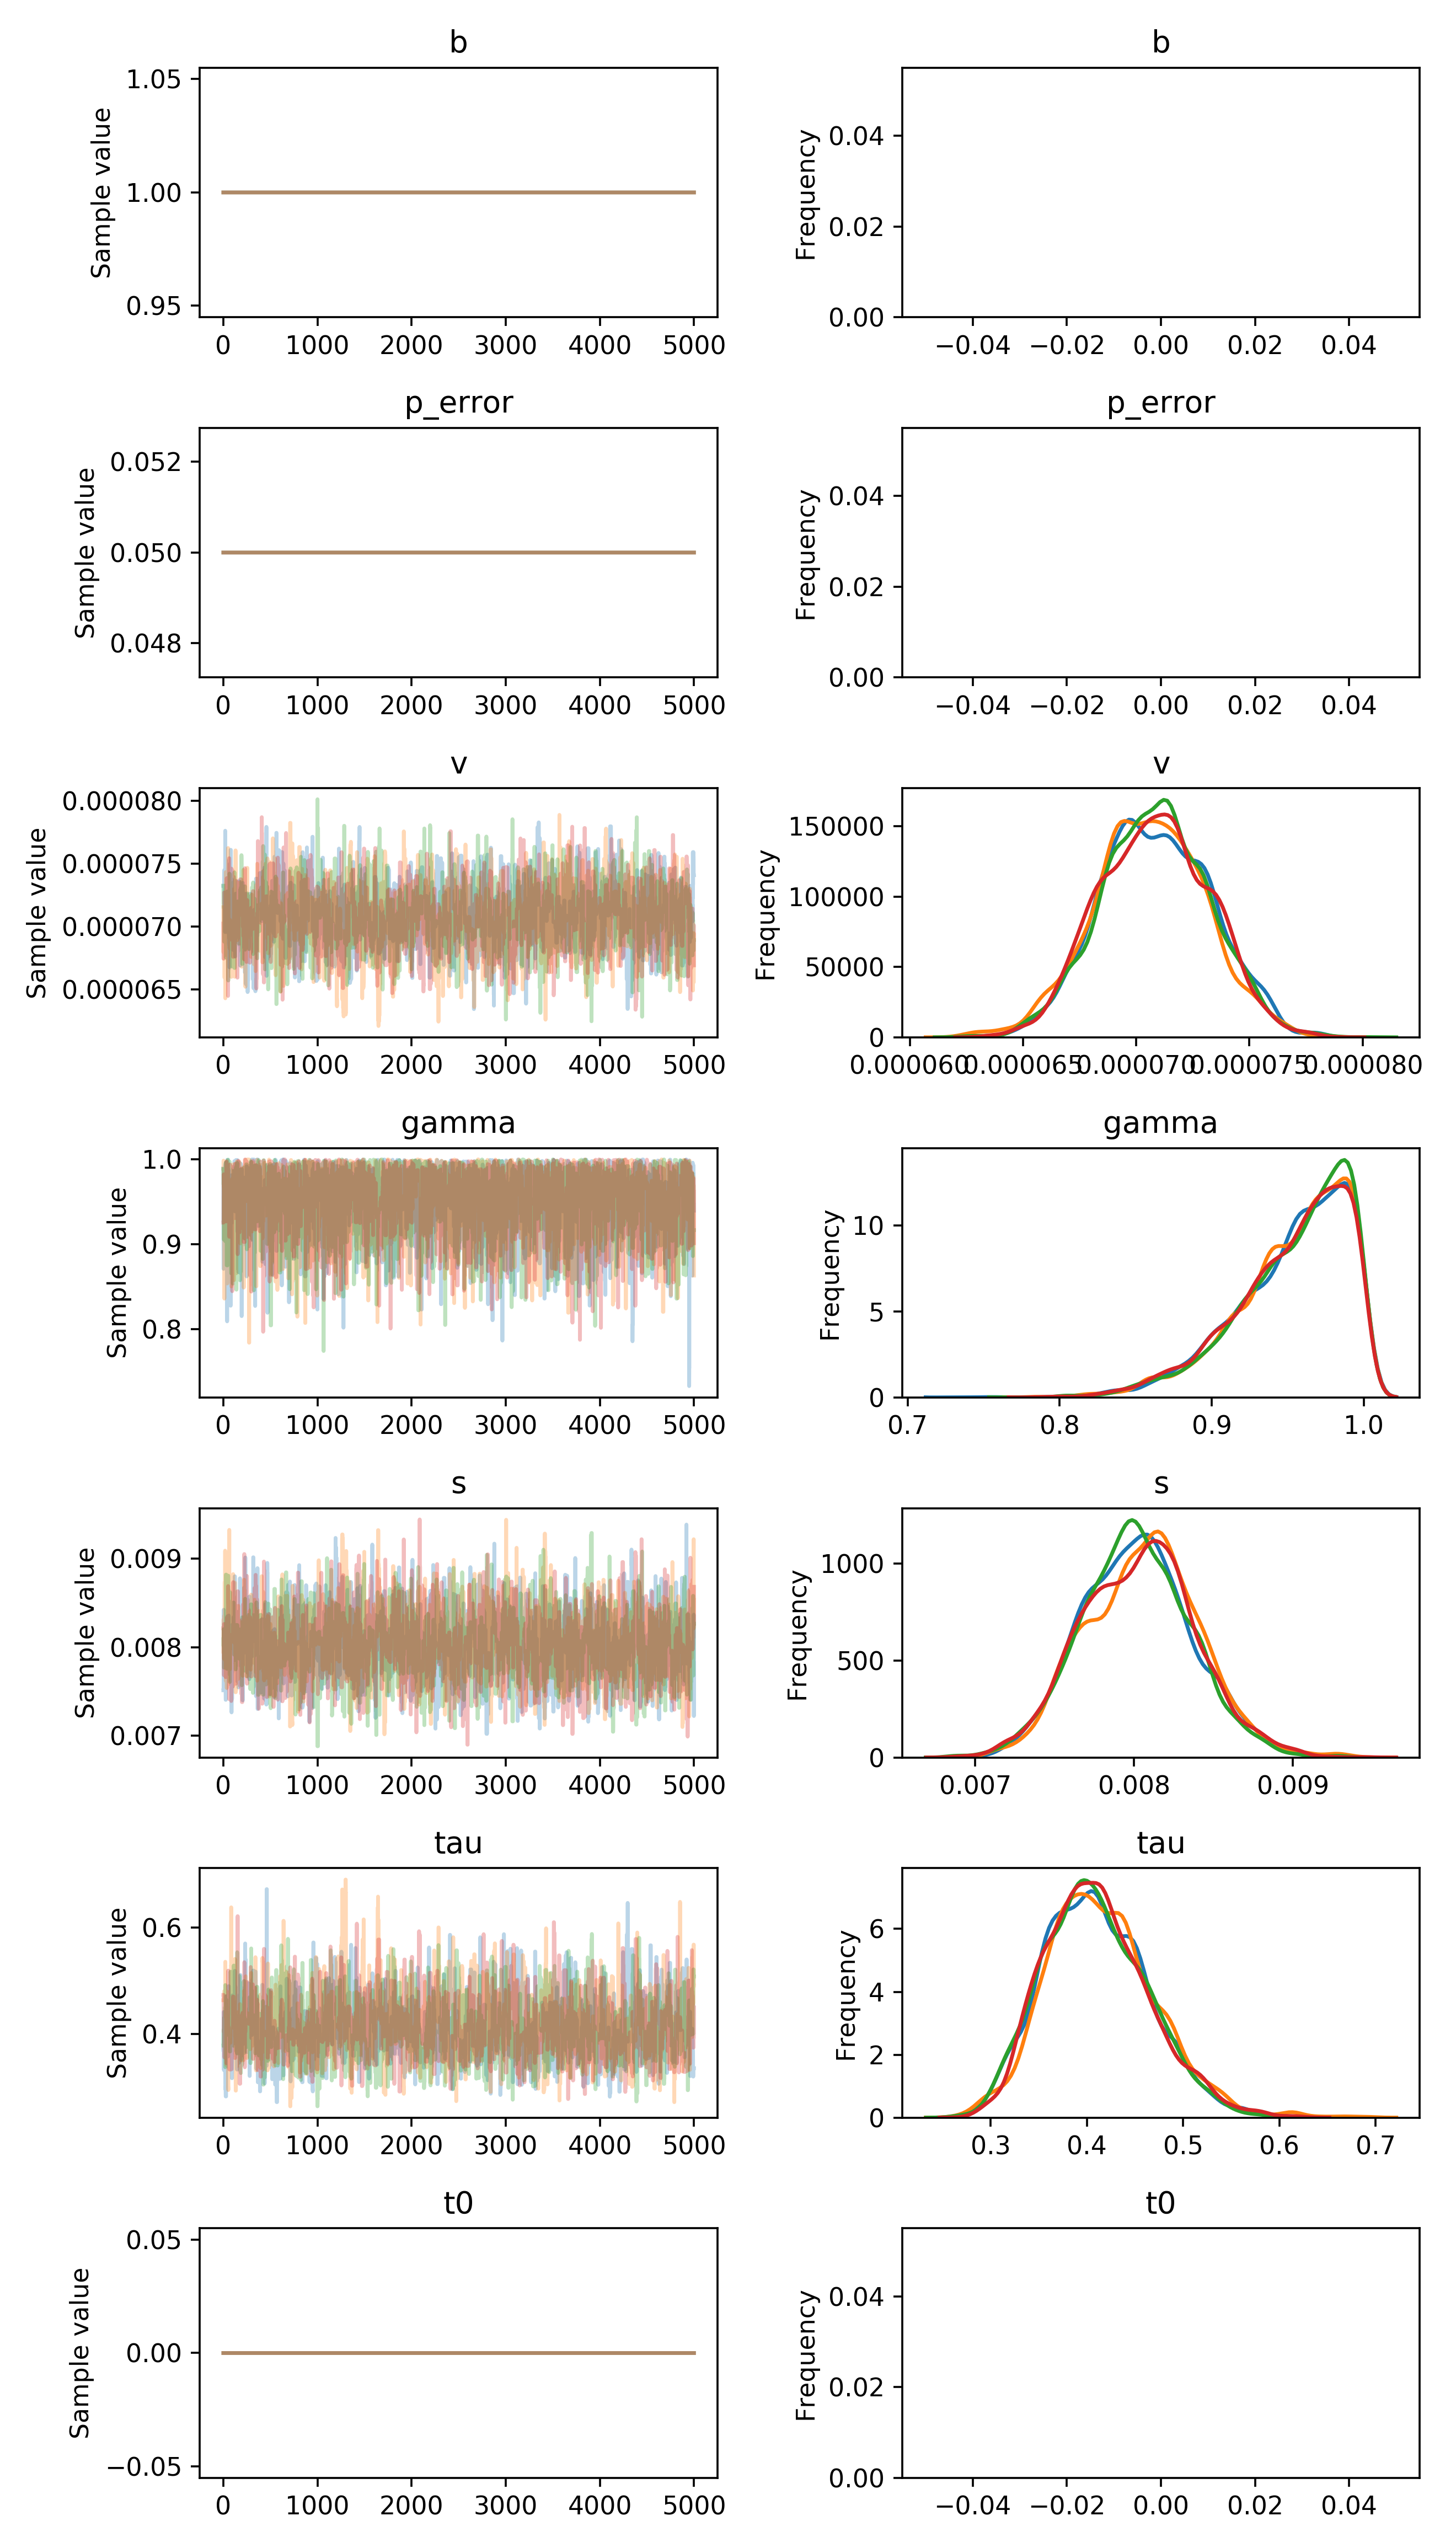 b
b
Sample value
1.05
1.00
0.95
0 1000 2000 3000 4000 5000
Frequency
0.04
0.02
0.00
−0.04 −0.02 0.00 0.02 0.04
p_error
p_error
Sample value
0.052
0.050
0.048
0 1000 2000 3000 4000 5000
Frequency
0.04
0.02
0.00
−0.04 −0.02 0.00 0.02 0.04
v
v
Sample value
0.000080
0.000075
0.000070
0.000065
0 1000 2000 3000 4000 5000
Frequency
150000
100000
50000
0
0.000060 0.000065 0.000070 0.000075 0.000080
gamma
gamma
Sample value
1.0
0.9
0.8
0 1000 2000 3000 4000 5000
Frequency
10
5
0
0.7 0.8 0.9 1.0
s
s
Sample value
0.009
0.008
0.007
0 1000 2000 3000 4000 5000
Frequency
1000
500
0
0.007 0.008 0.009
tau
tau
Sample value
0.6
0.4
0 1000 2000 3000 4000 5000
Frequency
6
4
2
0
0.3 0.4 0.5 0.6 0.7
t0
t0
Sample value
0.05
0.00
−0.05
0 1000 2000 3000 4000 5000
Frequency
0.04
0.02
0.00
−0.04 −0.02 0.00 0.02 0.04